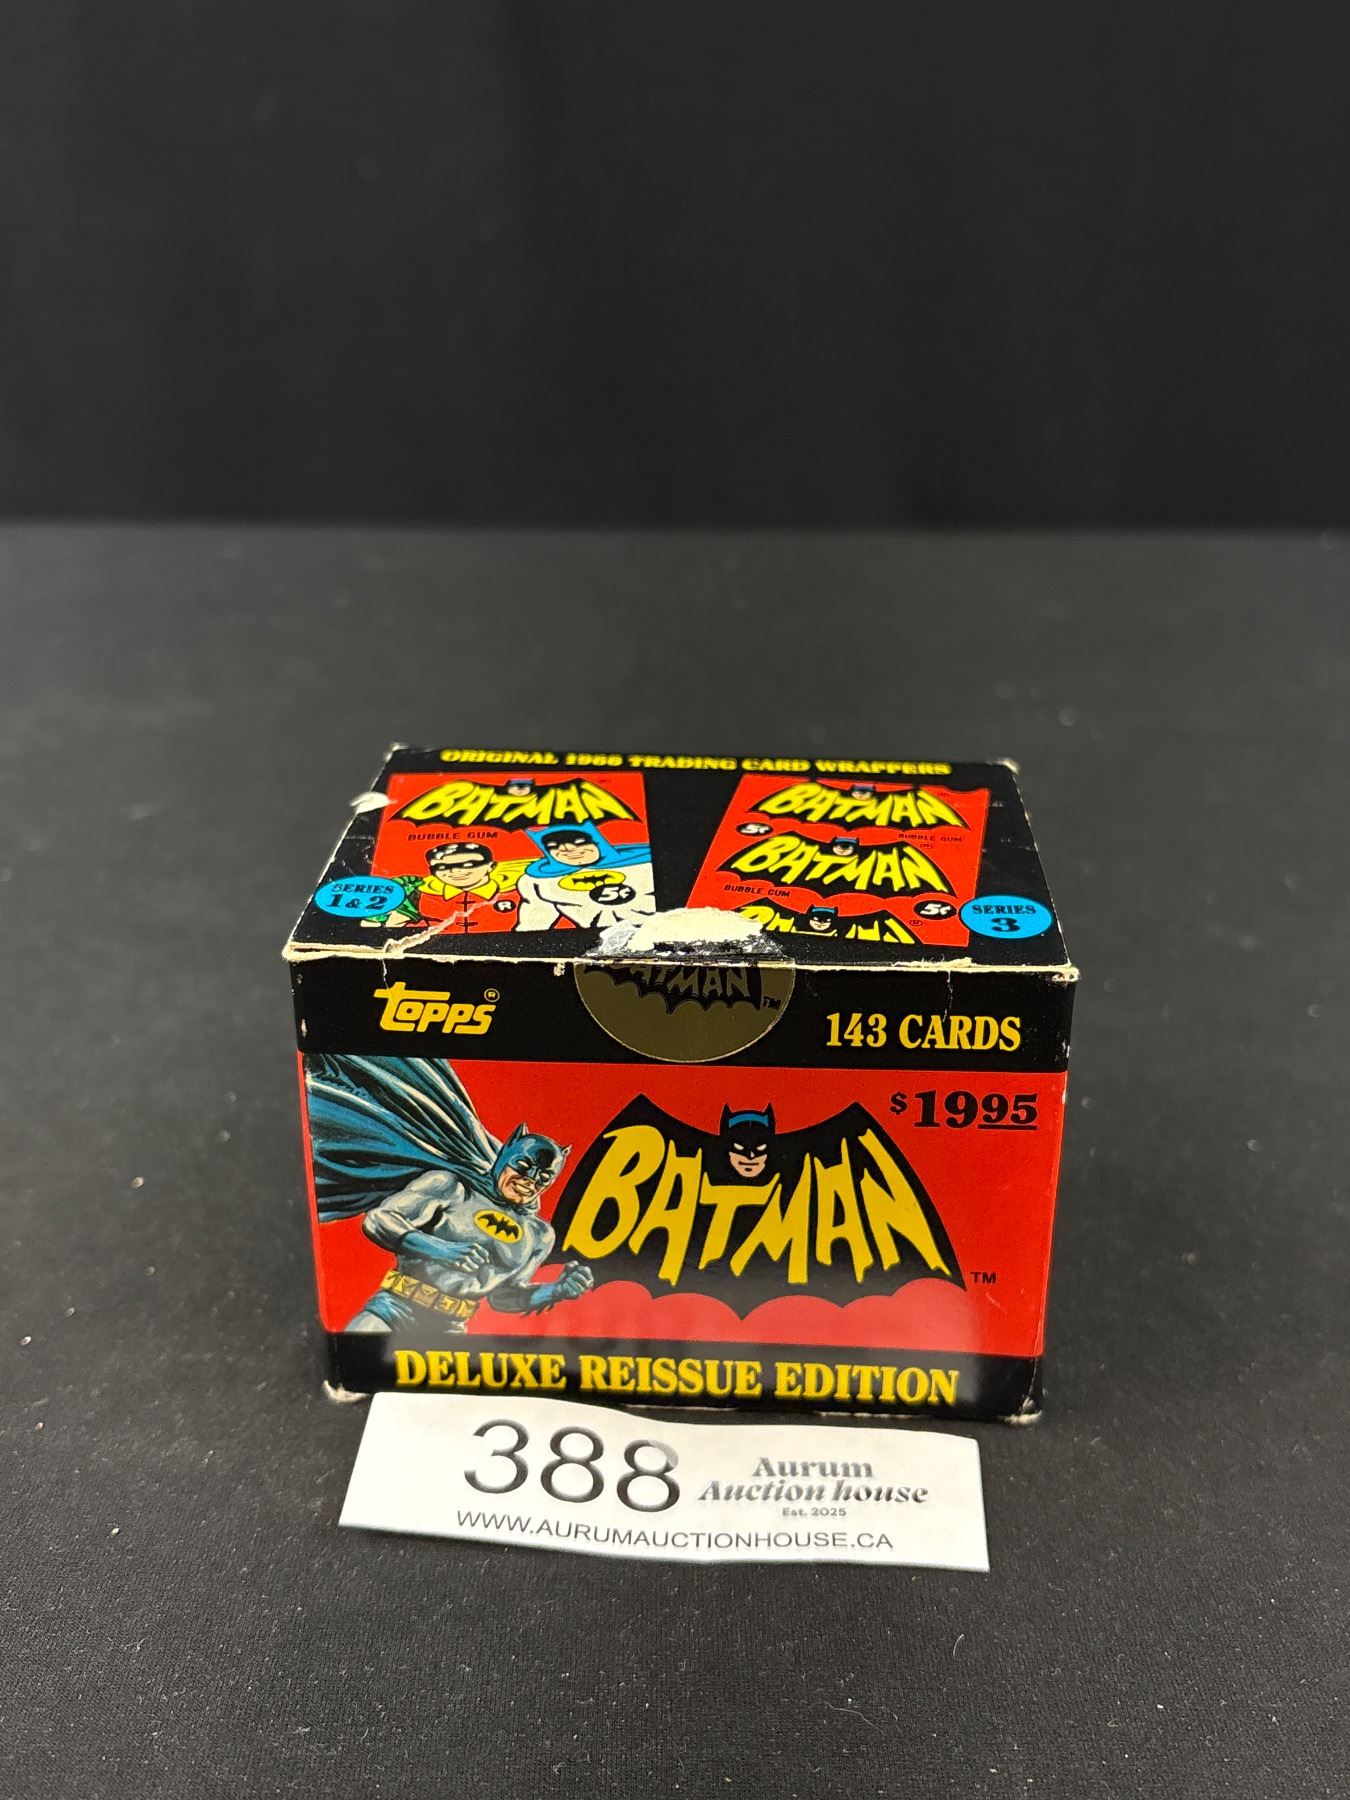 ORIGINAL 1966 TRADING CARD WRAPPERS
BATMAN
BUBBLE GUM
5¢
®
SERIES
1 & 2
BATMAN
5¢
BUBBLE GUM
BATMAN ®
BUBBLE GUM
5¢
®
SERIES
3
topps®
BATMAN™
143 CARDS
$1995
BATMAN™
DELUXE REISSUE EDITION
388
Aurum
Auction house
Est. 2025
WWW.AURUMAUCTIONHOUSE.CA